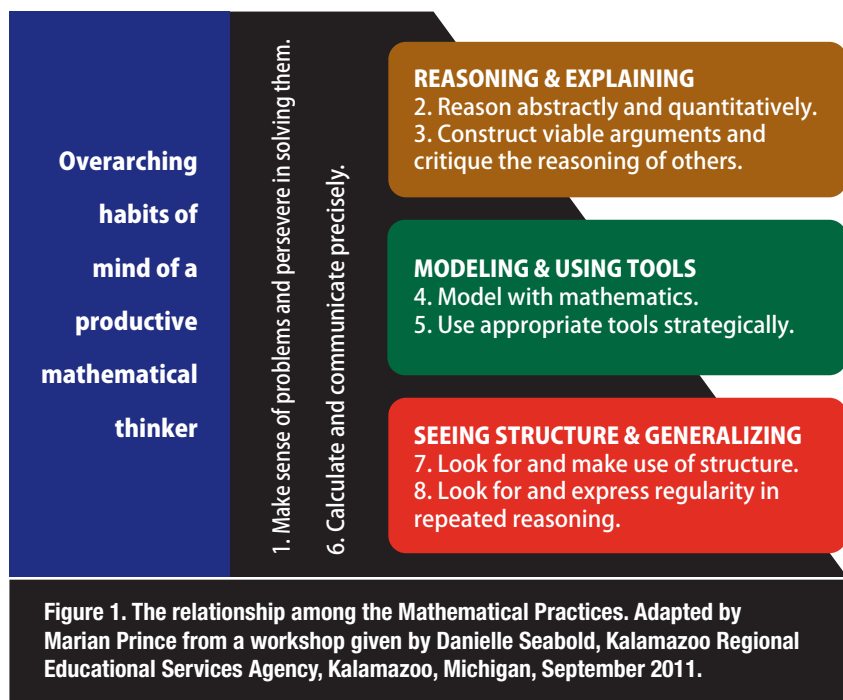 Overarching
habits of
mind of a
productive
mathematical
thinker
1. Make sense of problems and persevere in solving them.
6. Calculate and communicate precisely.
REASONING & EXPLAINING
2. Reason abstractly and quantitatively.
3. Construct viable arguments and
critique the reasoning of others.
MODELING & USING TOOLS
4. Model with mathematics.
5. Use appropriate tools strategically.
SEEING STRUCTURE & GENERALIZING
7. Look for and make use of structure.
8. Look for and express regularity in
repeated reasoning.
Figure 1. The relationship among the Mathematical Practices. Adapted by
Marian Prince from a workshop given by Danielle Seabold, Kalamazoo Regional
Educational Services Agency, Kalamazoo, Michigan, September 2011.